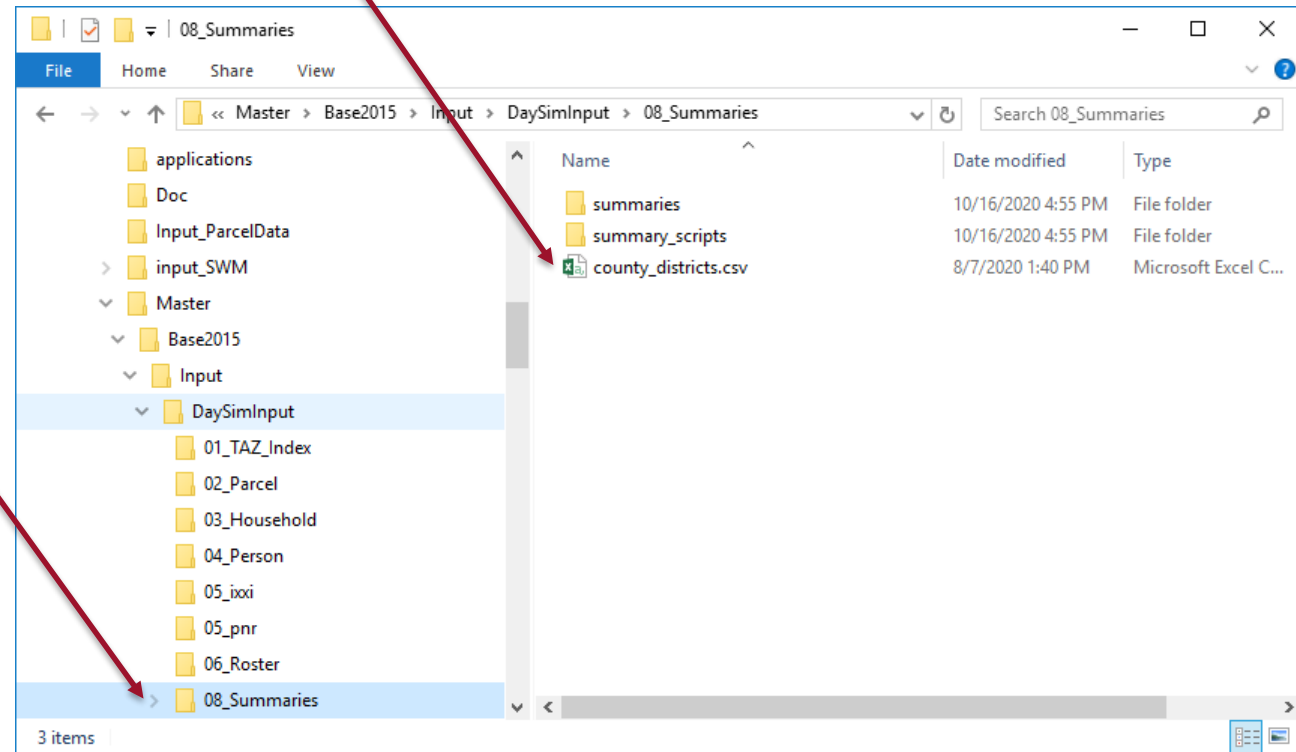 08_Summaries
File Home Share View
« Master > Base2015 > Input > DaySimInput > 08_Summaries
Search 08_Summaries
applications
Doc
Input_ParcelData
input_SWM
Master
Base2015
Input
DaySimInput
01_TAZ_Index
02_Parcel
03_Household
04_Person
05_ixxi
05_pnr
06_Roster
08_Summaries
Name Date modified Type
summaries 10/16/2020 4:55 PM File folder
summary_scripts 10/16/2020 4:55 PM File folder
county_districts.csv 8/7/2020 1:40 PM Microsoft Excel C...
3 items